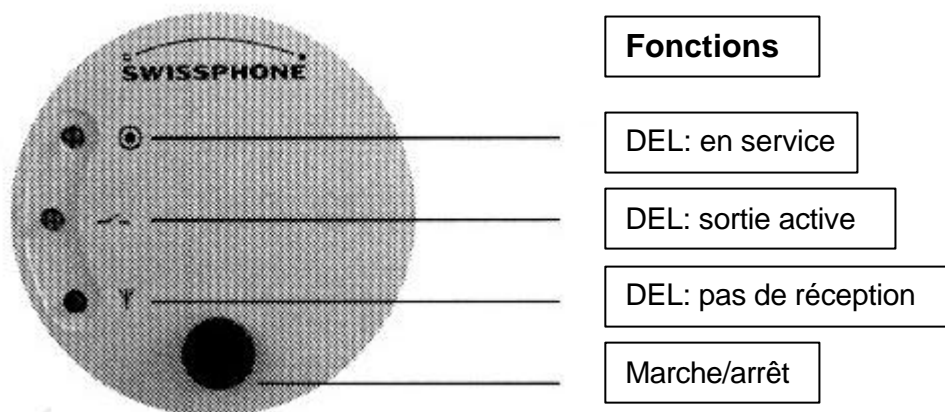 Fonctions
SWISSPHONE
DEL: en service
DEL: sortie active
DEL: pas de réception
Marche/arrêt